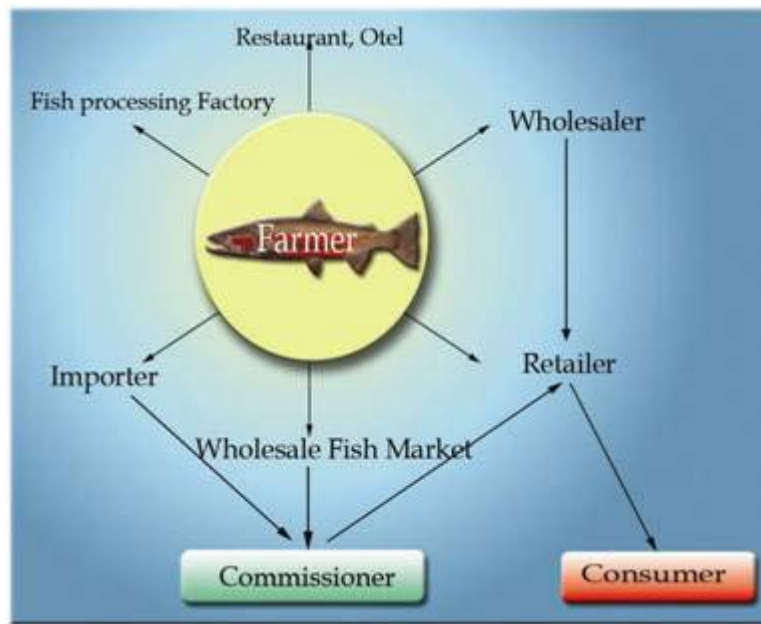 Restaurant, Otel
Fish processing Factory
Wholesaler
Farmer
Importer
Retailer
Wholesale Fish Market
Commissioner
Consumer